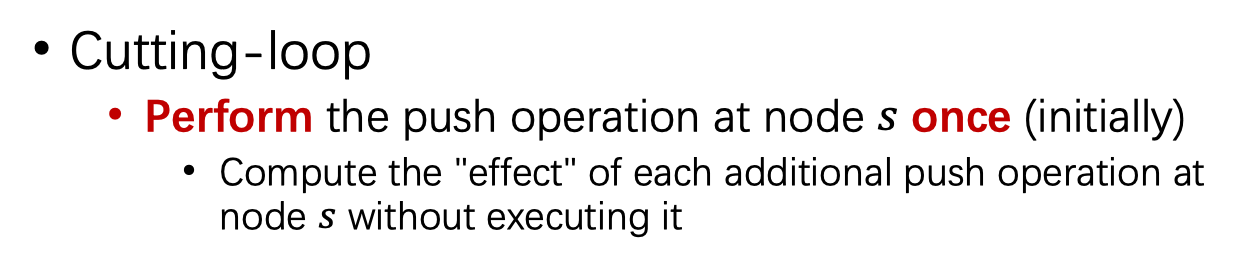 • Cutting-loop
• Perform the push operation at node s once (initially)
• Compute the "effect" of each additional push operation at
node s without executing it